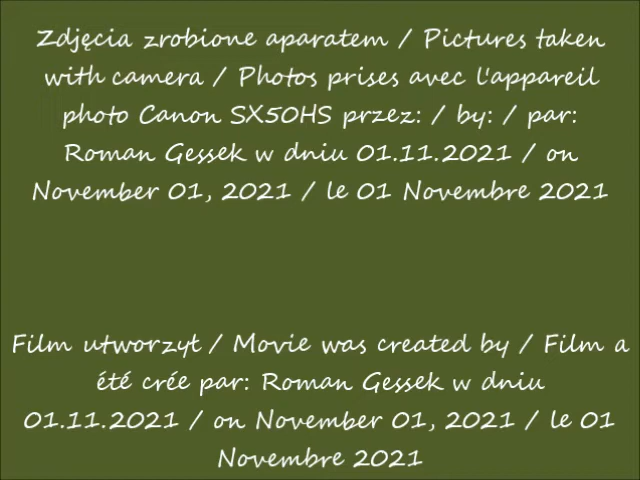 Zdjęcia zrobione aparatem / Pictures taken
with camera / Photos prises avec l'appareil
photo Canon SX50HS przez: / by: / par:
Roman Gessek w dniu 01.11.2021 / on
November 01, 2021 / le 01 Novembre 2021
Film utworzył / Movie was created by / Film a
été crée par: Roman Gessek w dniu
01.11.2021 / on November 01, 2021 / le 01
Novembre 2021